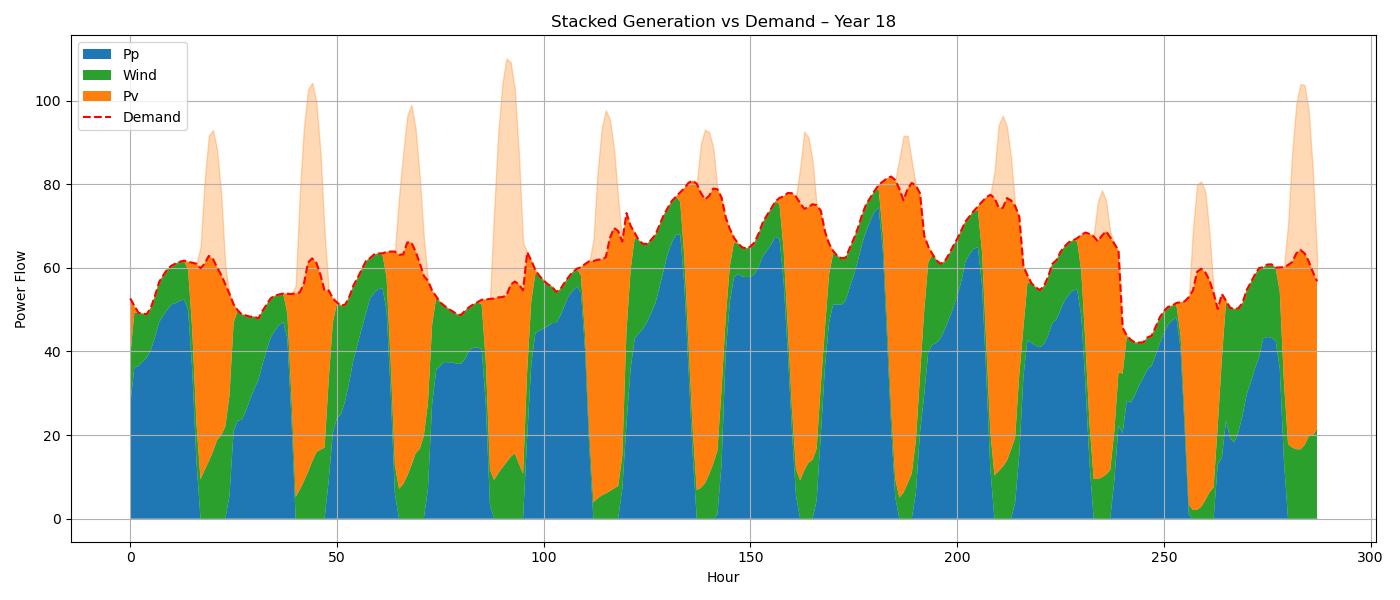 Stacked Generation vs Demand – Year 18
Pp
Wind
Pv
Demand
Power Flow
100
80
60
40
20
0
0 50 100 150 200 250 300
Hour